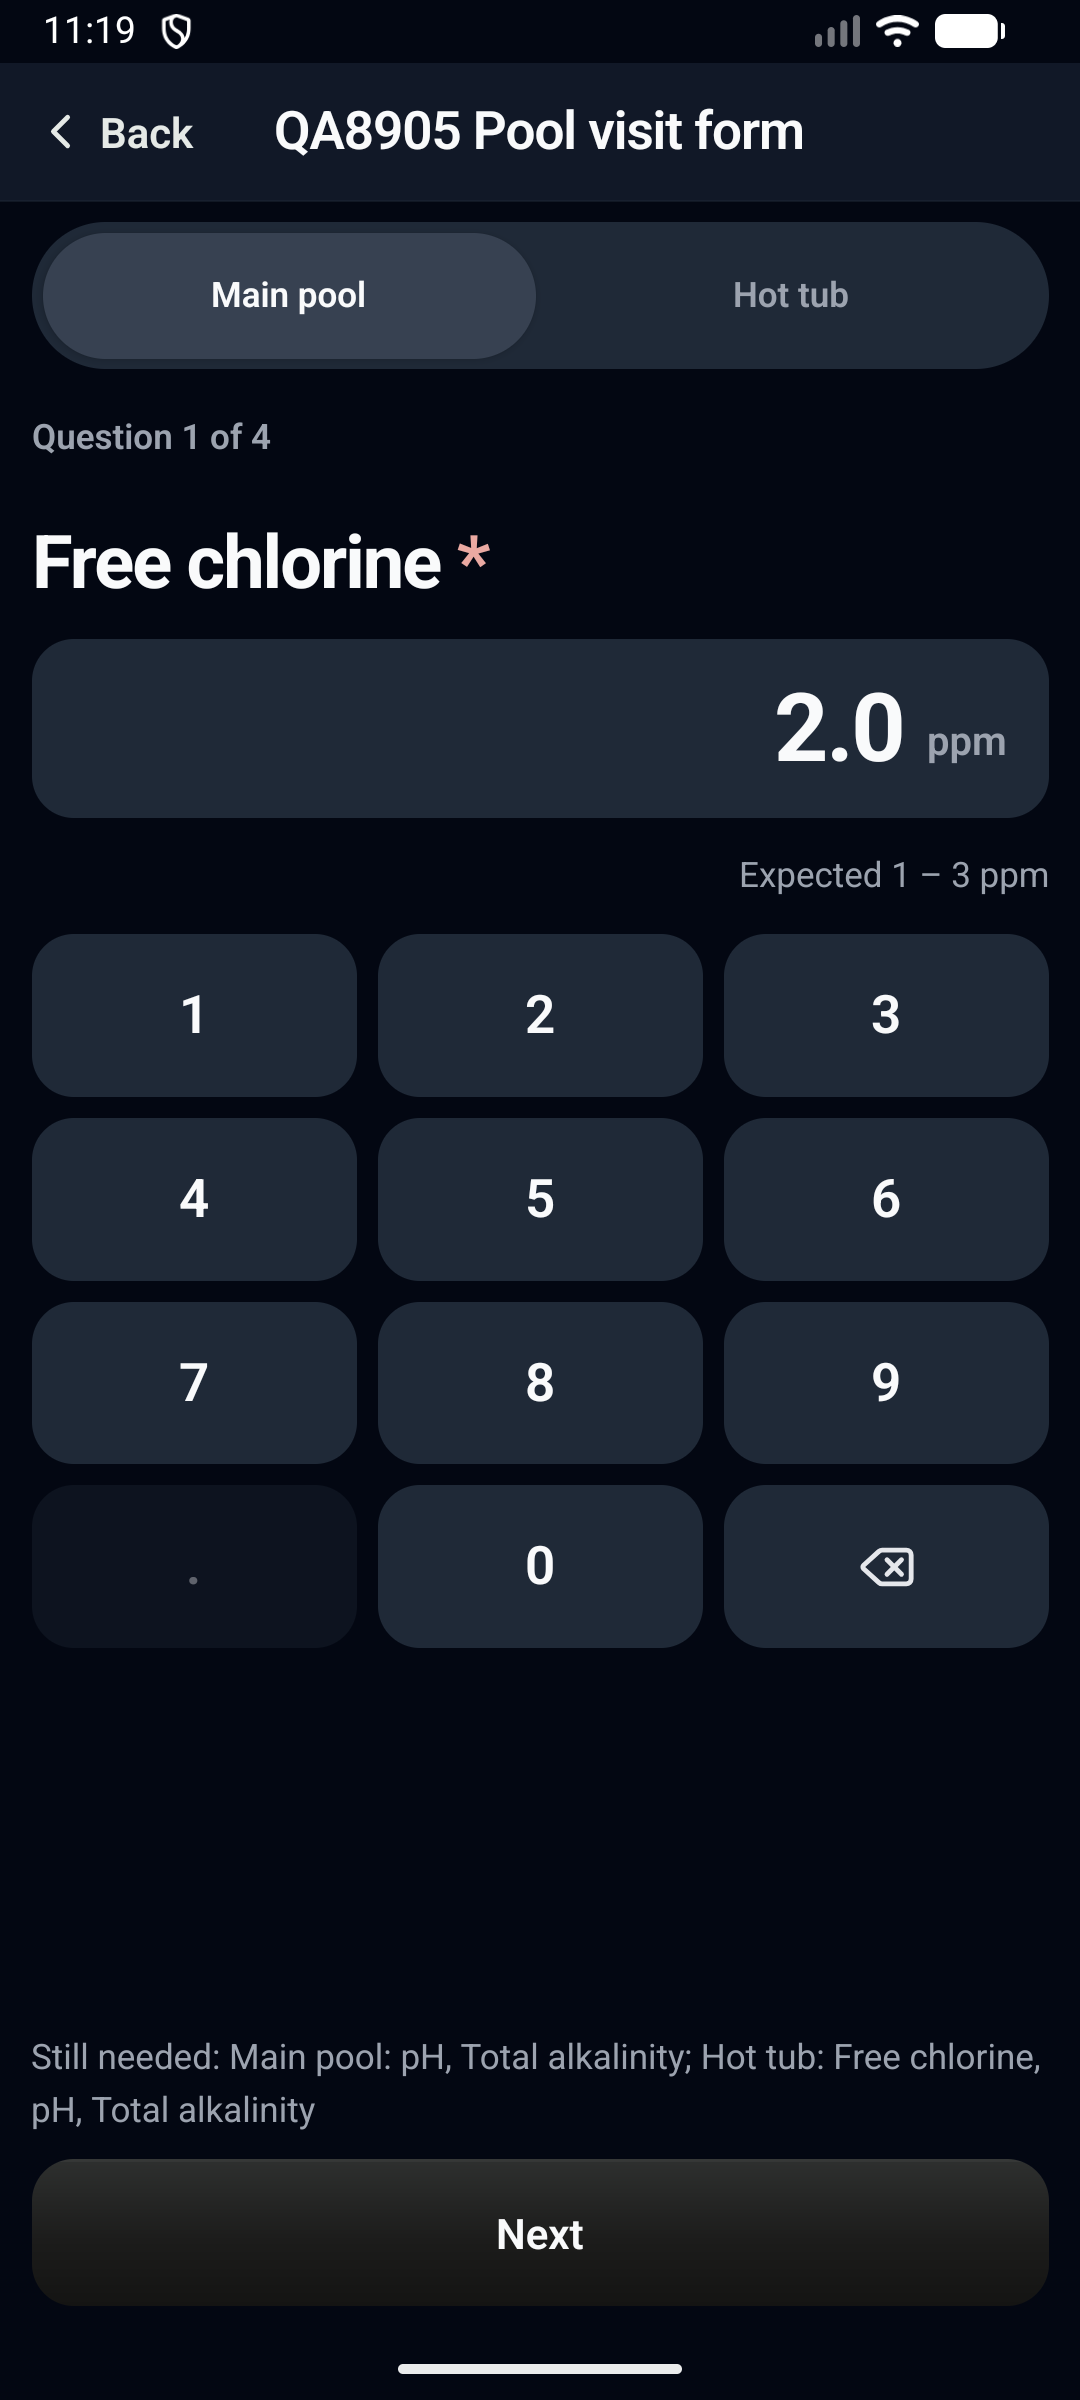 11:19
Back
QA8905 Pool visit form
Main pool
Hot tub
Question 1 of 4
Free chlorine *
2.0 ppm
Expected 1 – 3 ppm
1 2 3
4 5 6
7 8 9
. 0
Still needed: Main pool: pH, Total alkalinity; Hot tub: Free chlorine,
pH, Total alkalinity
Next